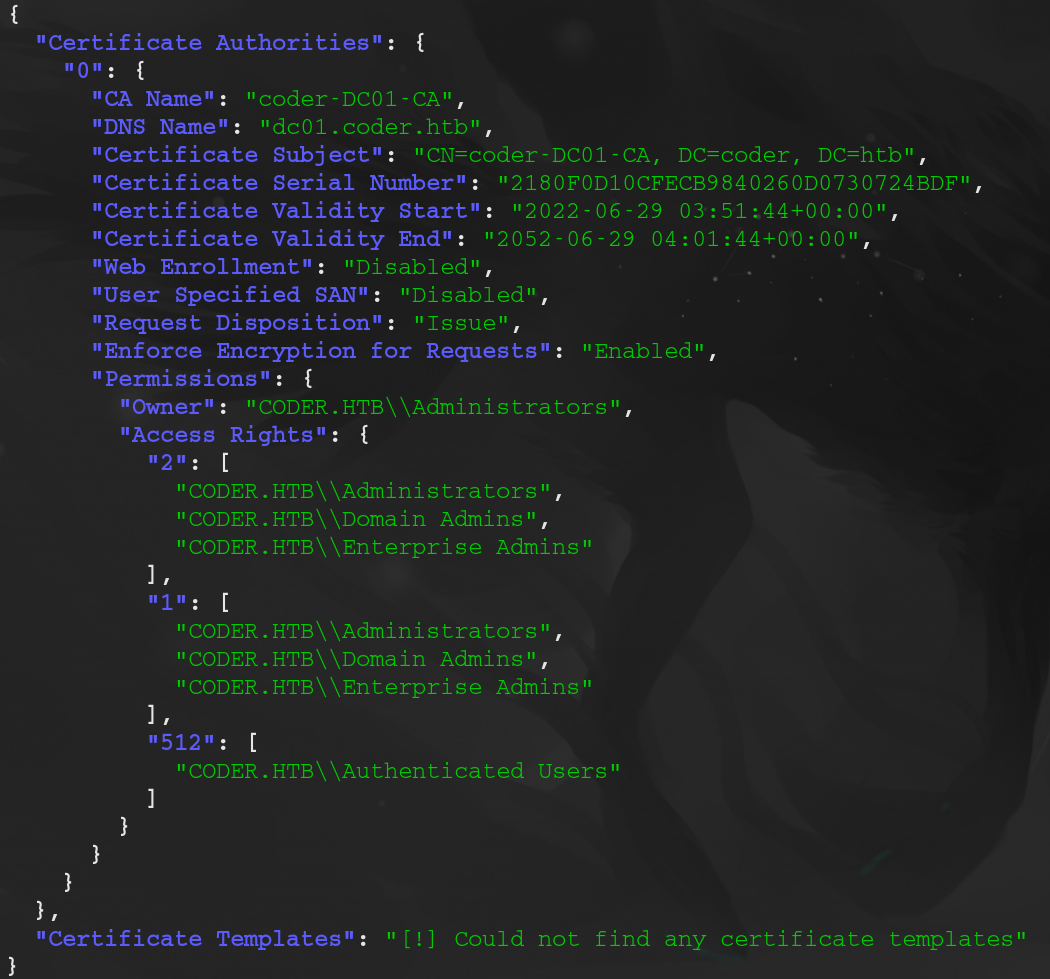 {
  "Certificate Authorities": {
    "0": {
      "CA Name": "coder-DC01-CA",
      "DNS Name": "dc01.coder.htb",
      "Certificate Subject": "CN=coder-DC01-CA, DC=coder, DC=htb",
      "Certificate Serial Number": "2180F0D10CFECB9840260D0730724BDF",
      "Certificate Validity Start": "2022-06-29 03:51:44+00:00",
      "Certificate Validity End": "2052-06-29 04:01:44+00:00",
      "Web Enrollment": "Disabled",
      "User Specified SAN": "Disabled",
      "Request Disposition": "Issue",
      "Enforce Encryption for Requests": "Enabled",
      "Permissions": {
        "Owner": "CODER.HTB\\Administrators",
        "Access Rights": {
          "2": [
            "CODER.HTB\\Administrators",
            "CODER.HTB\\Domain Admins",
            "CODER.HTB\\Enterprise Admins"
          ],
          "1": [
            "CODER.HTB\\Administrators",
            "CODER.HTB\\Domain Admins",
            "CODER.HTB\\Enterprise Admins"
          ],
          "512": [
            "CODER.HTB\\Authenticated Users"
          ]
        }
      }
    }
  },
  "Certificate Templates": "[!] Could not find any certificate templates"
}